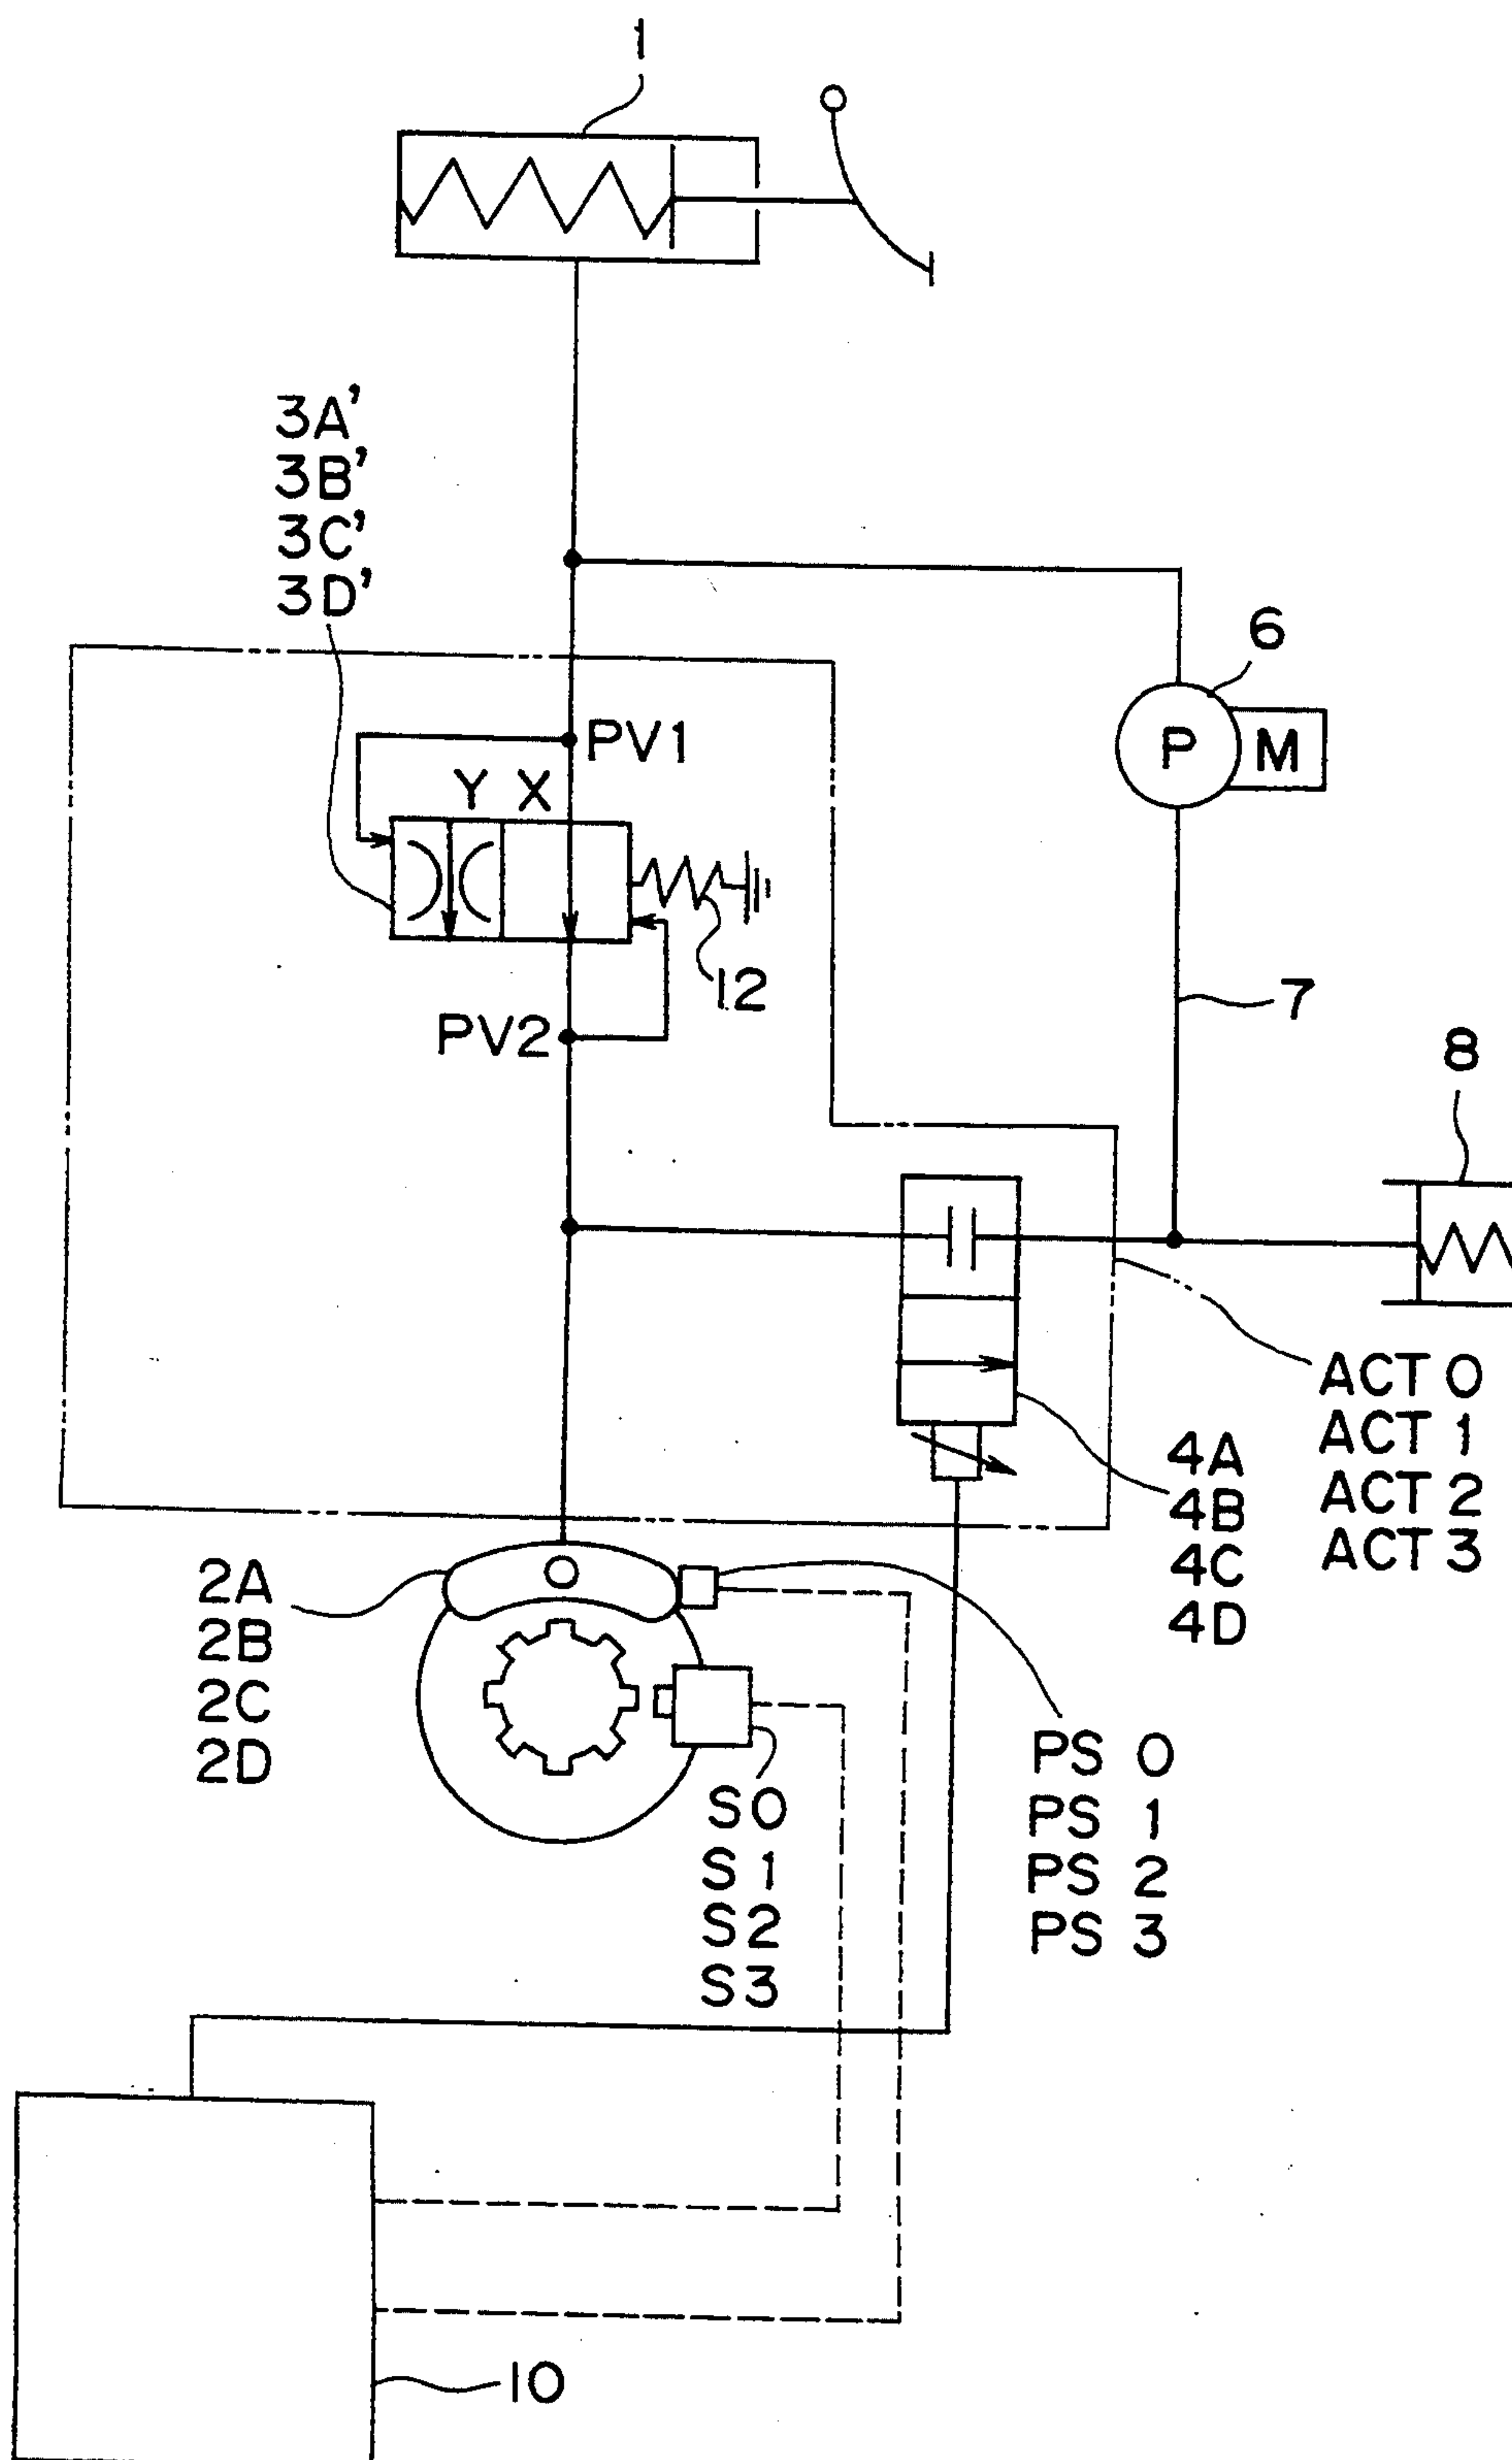 1
3A'
3B'
3C'
3D'
6
PV1
P
M
Y X
12
7
PV2
8
ACT 0
ACT 1
ACT 2
ACT 3
4A
4B
4C
4D
2A
2B
2C
2D
PS 0
PS 1
PS 2
PS 3
S0
S1
S2
S3
10